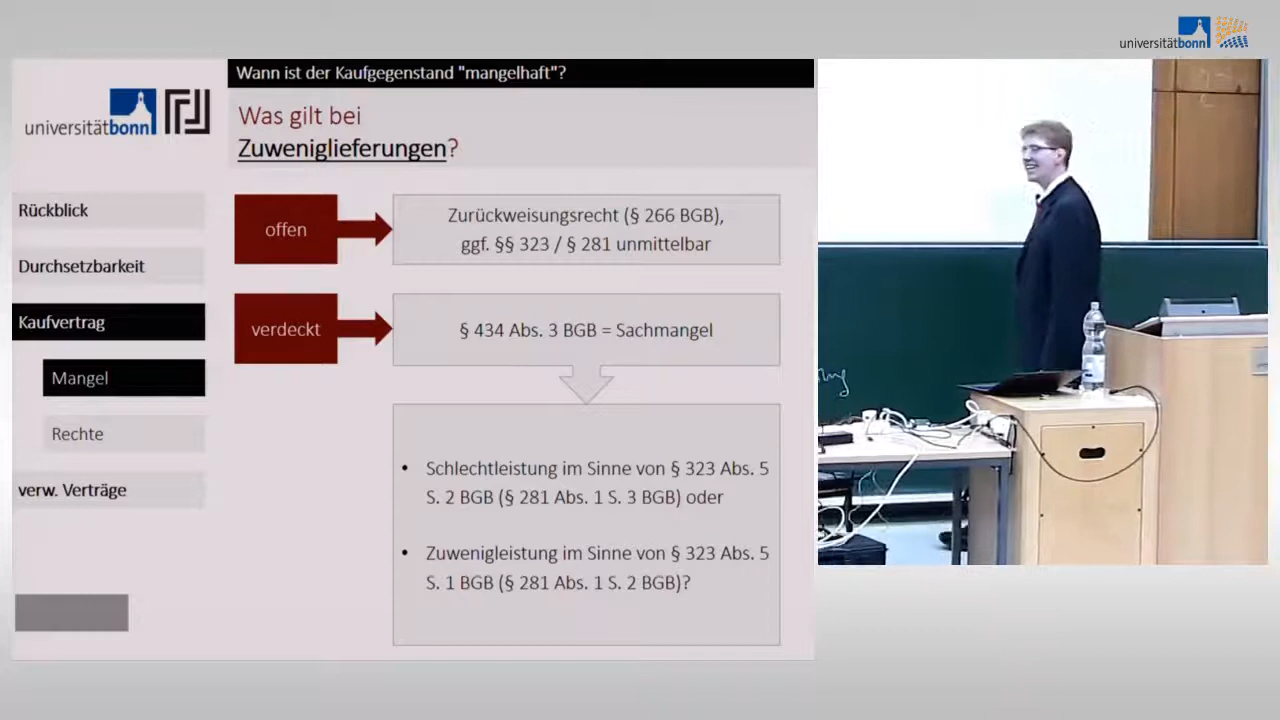 universitätbonn
Wann ist der Kaufgegenstand "mangelhaft"?
universitätbonn
Was gilt bei
Zuweniglieferungen?
Rückblick
Durchsetzbarkeit
Kaufvertrag
Mangel
Rechte
verw. Verträge
offen
Zurückweisungsrecht (§ 266 BGB),
ggf. §§ 323 / § 281 unmittelbar
verdeckt
§ 434 Abs. 3 BGB = Sachmangel
• Schlechtleistung im Sinne von § 323 Abs. 5
S. 2 BGB (§ 281 Abs. 1 S. 3 BGB) oder
• Zuwenigleistung im Sinne von § 323 Abs. 5
S. 1 BGB (§ 281 Abs. 1 S. 2 BGB)?